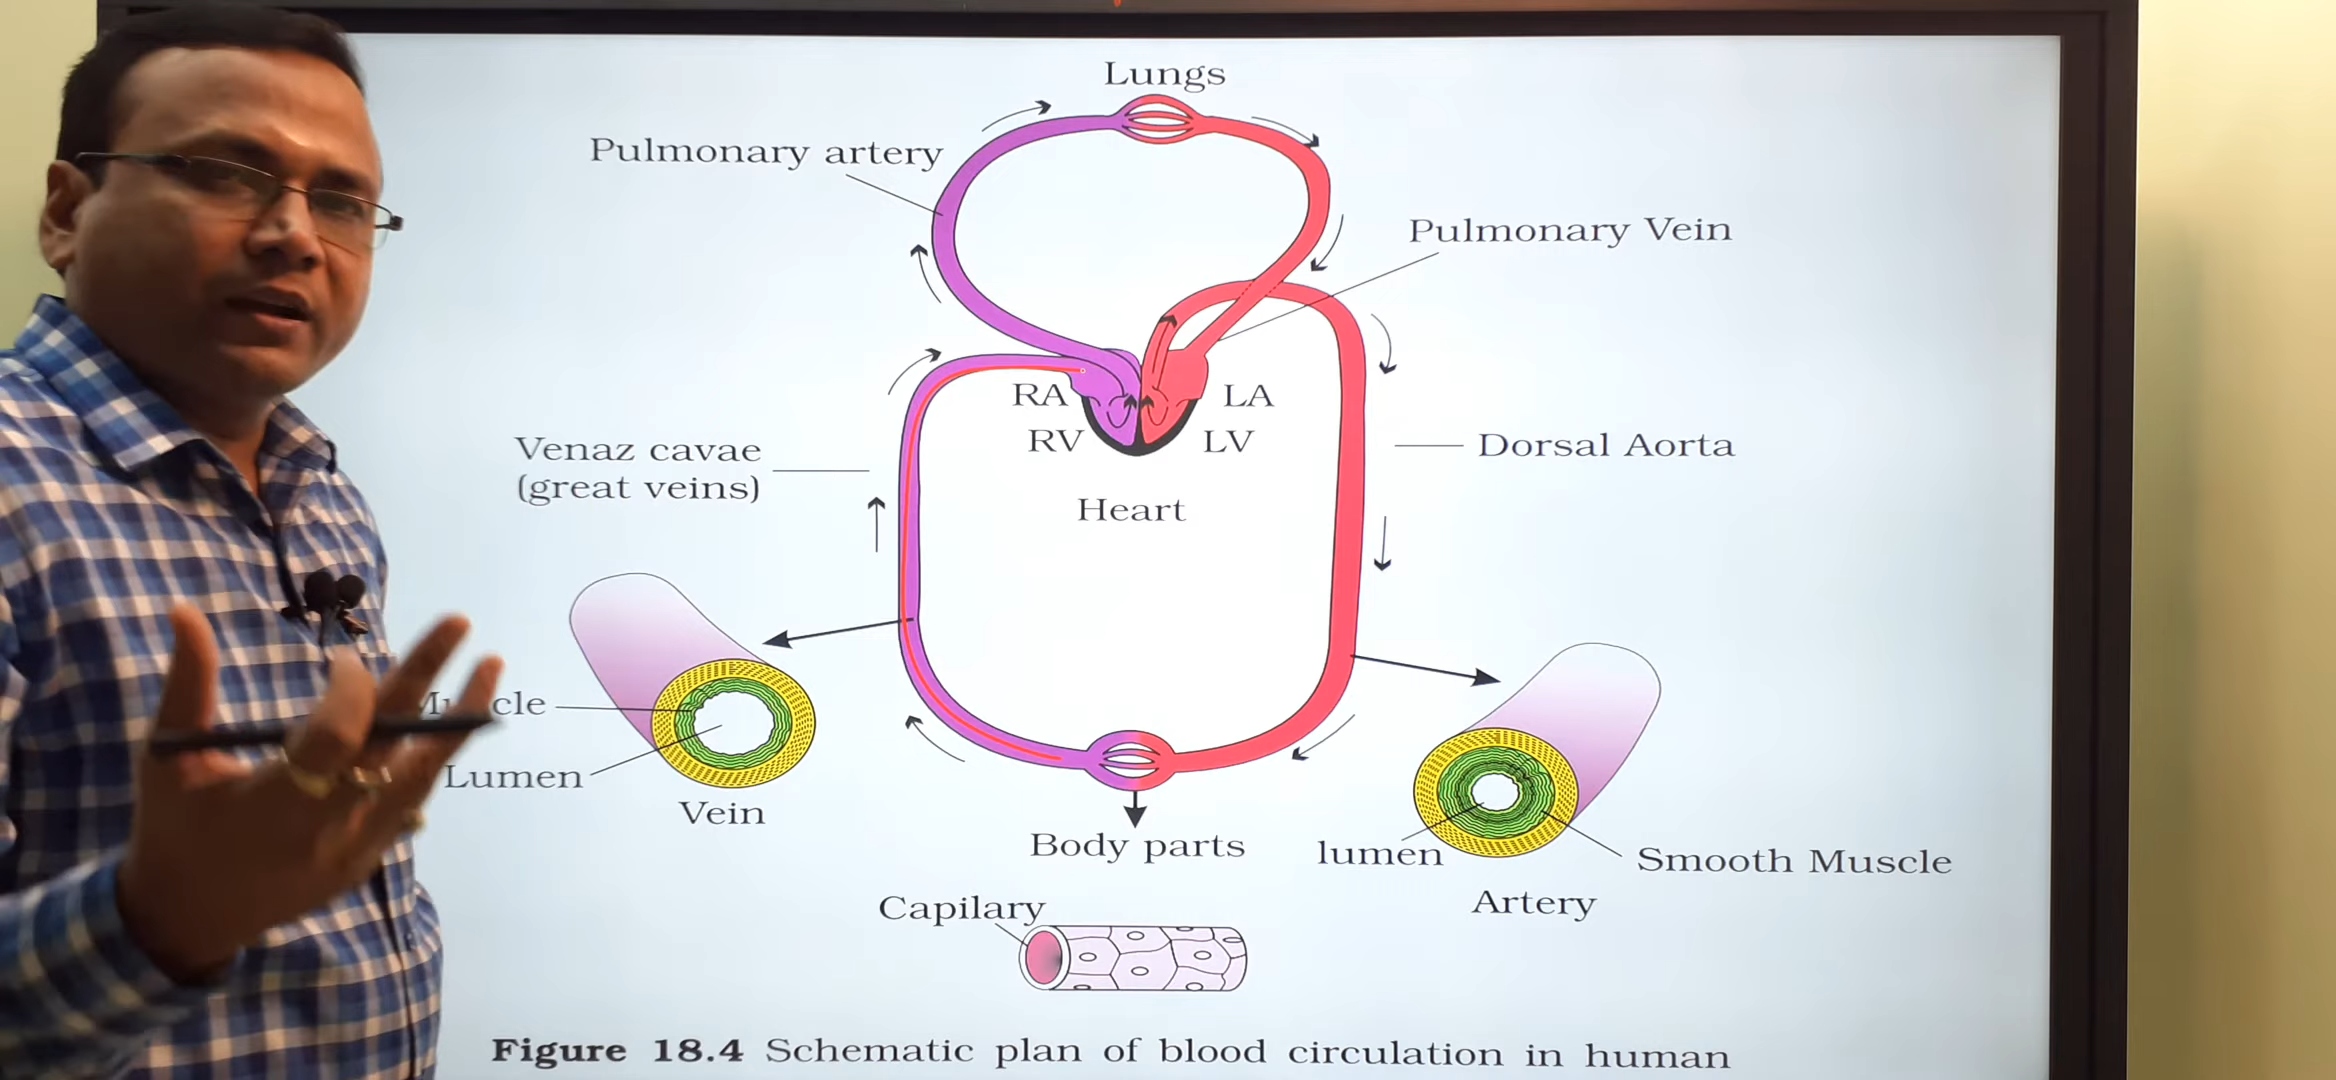 Lungs
Pulmonary artery
Pulmonary Vein
RA
LA
RV
LV
Venaz cavae
(great veins)
Dorsal Aorta
Heart
Lumen
Vein
Body parts
lumen
Smooth Muscle
Artery
Capilary
Figure 18.4 Schematic plan of blood circulation in human